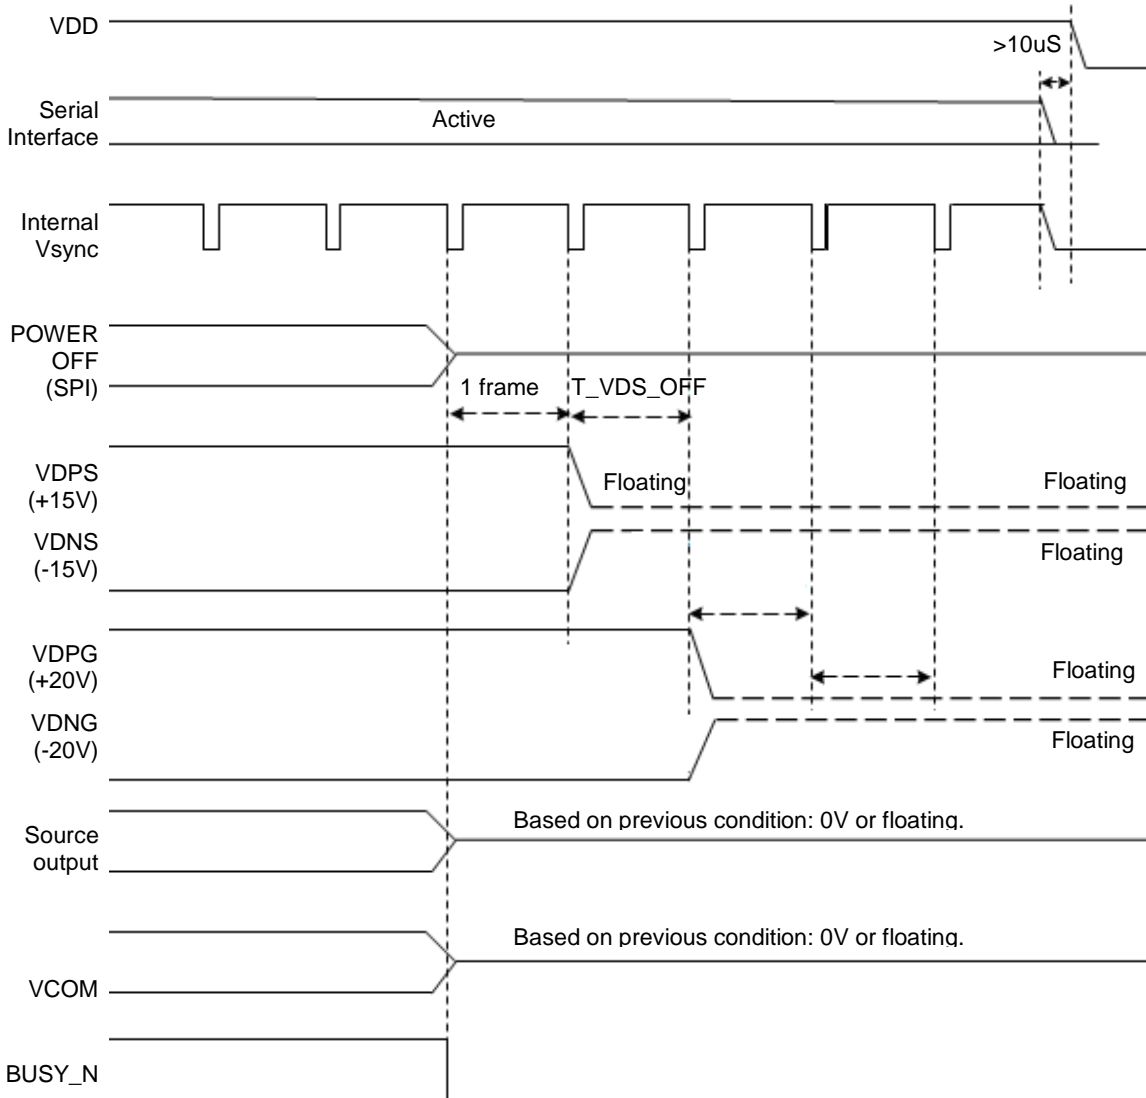 VDD
>10uS
Serial
Interface
Active
Internal
Vsync
POWER
OFF
(SPI)
1 frame
T_VDS_OFF
VDPS
(+15V)
Floating
Floating
VDNS
(-15V)
Floating
VDPG
(+20V)
Floating
VDNG
(-20V)
Floating
Source
output
Based on previous condition: 0V or floating.
VCOM
Based on previous condition: 0V or floating.
BUSY_N